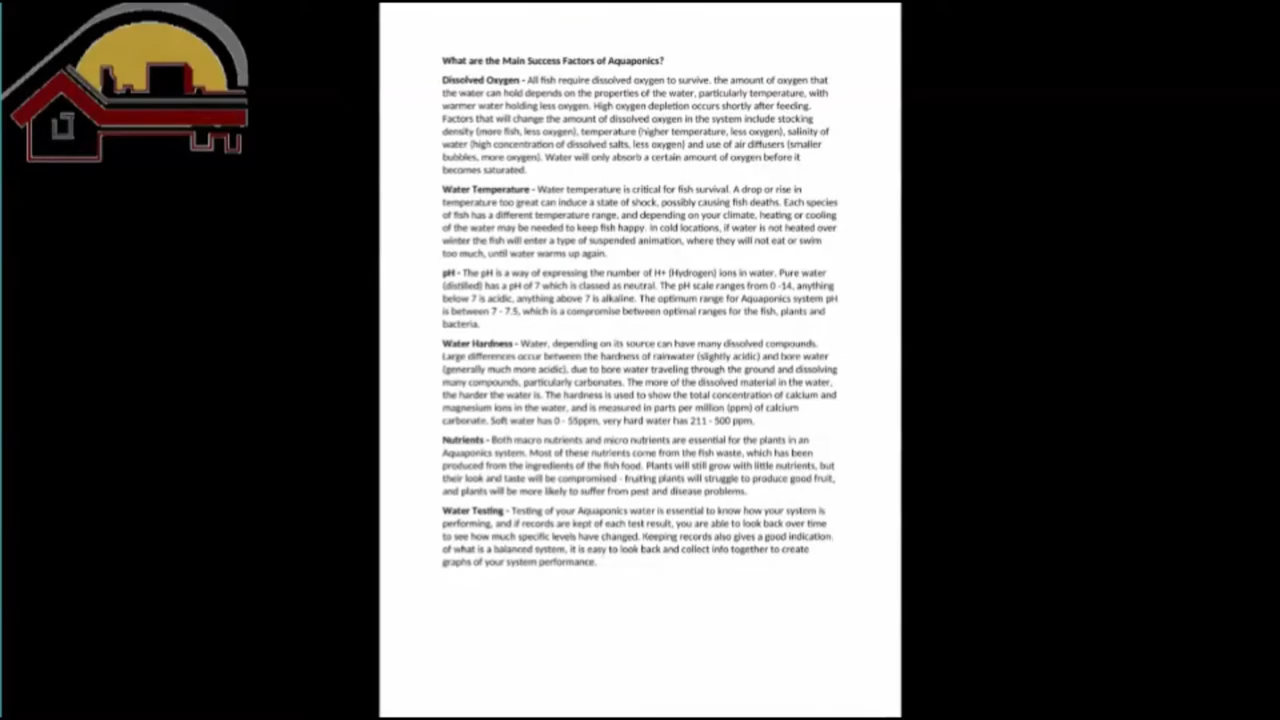 What are the Main Success Factors of Aquaponics?
Dissolved Oxygen - All fish require dissolved oxygen to survive. the amount of oxygen that
the water can hold depends on the properties of the water, particularly temperature, with
warmer water holding less oxygen. High oxygen depletion occurs shortly after feeding.
Factors that will change the amount of dissolved oxygen in the system include stocking
density (more fish, less oxygen), temperature (higher temperature, less oxygen), salinity of
water (high concentration of dissolved salts, less oxygen) and use of air diffusers (smaller
bubbles, more oxygen). Water will only absorb a certain amount of oxygen before it
becomes saturated.
Water Temperature - Water temperature is critical for fish survival. A drop or rise in
temperature too great can induce a state of shock, possibly causing fish deaths. Each species
of fish has a different temperature range, and depending on your climate, heating or cooling
of the water may be needed to keep fish happy. In cold locations, if water is not heated over
winter the fish will enter a type of suspended animation, where they will not eat or swim
too much, until water warms up again.
pH - The pH is a way of expressing the number of H+ (Hydrogen) ions in water. Pure water
(distilled) has a pH of 7 which is classed as neutral. The pH scale ranges from 0 -14, anything
below 7 is acidic, anything above 7 is alkaline. The optimum range for Aquaponics system pH
is between 7 - 7.5, which is a compromise between optimal ranges for the fish, plants and
bacteria.
Water Hardness - Water, depending on its source can have many dissolved compounds.
Large differences occur between the hardness of rainwater (slightly acidic) and bore water
(generally much more acidic), due to bore water traveling through the ground and dissolving
many compounds, particularly carbonates. The more of the dissolved material in the water,
the harder the water is. The hardness is used to show the total concentration of calcium and
magnesium ions in the water, and is measured in parts per million (ppm) of calcium
carbonate. Soft water has 0 - 55ppm, very hard water has 211 - 500 ppm.
Nutrients - Both macro nutrients and micro nutrients are essential for the plants in an
Aquaponics system. Most of these nutrients come from the fish waste, which has been
produced from the ingredients of the fish food. Plants will still grow with little nutrients, but
their look and taste will be compromised - fruiting plants will struggle to produce good fruit,
and plants will be more likely to suffer from pest and disease problems.
Water Testing - Testing of your Aquaponics water is essential to know how your system is
performing, and if records are kept of each test result, you are able to look back over time
to see how much specific levels have changed. Keeping records also gives a good indication
of what is a balanced system, it is easy to look back and collect info together to create
graphs of your system performance.